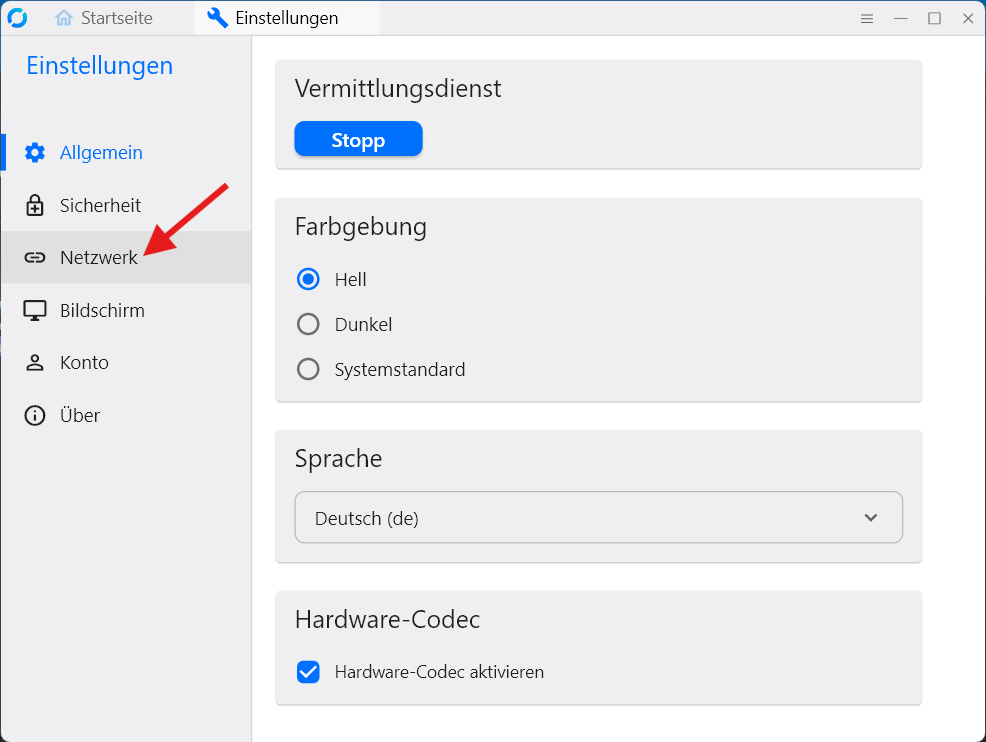 Startseite
Einstellungen
Einstellungen
Allgemein
Sicherheit
Netzwerk
Bildschirm
Konto
Über
Vermittlungsdienst
Stopp
Farbgebung
Hell
Dunkel
Systemstandard
Sprache
Deutsch (de)
Hardware-Codec
Hardware-Codec aktivieren